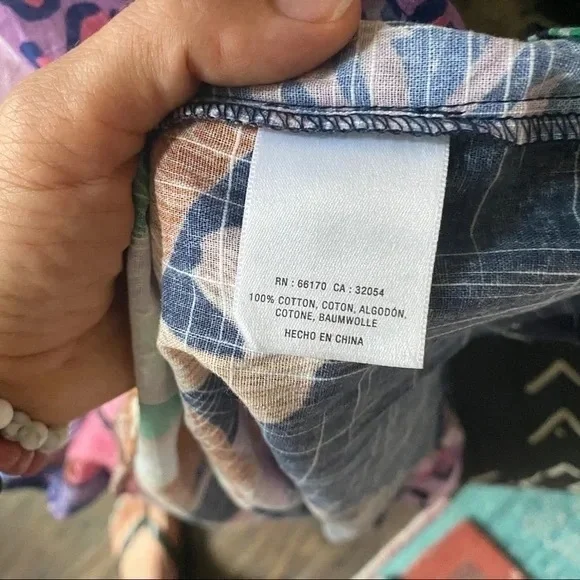 RN : 66170 CA : 32054
100% COTTON, COTON, ALGODÓN,
COTONE, BAUMWOLLE
HECHO EN CHINA